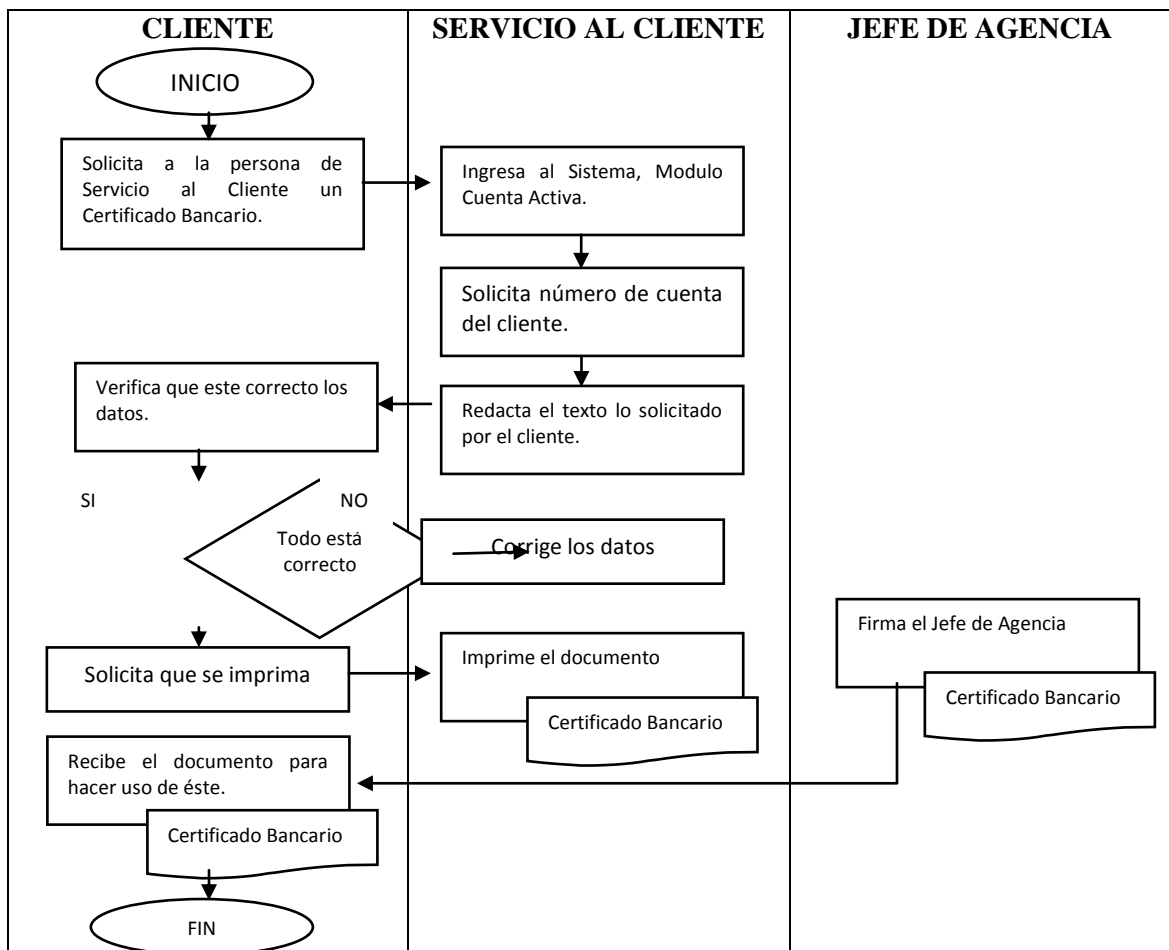 CLIENTE
SERVICIO AL CLIENTE
JEFE DE AGENCIA
INICIO
Solicita a la persona de
Servicio al Cliente un
Certificado Bancario.
Ingresa al Sistema, Modulo
Cuenta Activa.
Solicita número de cuenta
del cliente.
Verifica que este correcto los
datos.
Redacta el texto lo solicitado
por el cliente.
SI
NO
Todo está
correcto
Corrige los datos
Firma el Jefe de Agencia
Certificado Bancario
Solicita que se imprima
Imprime el documento
Certificado Bancario
Recibe el documento para
hacer uso de éste.
Certificado Bancario
FIN